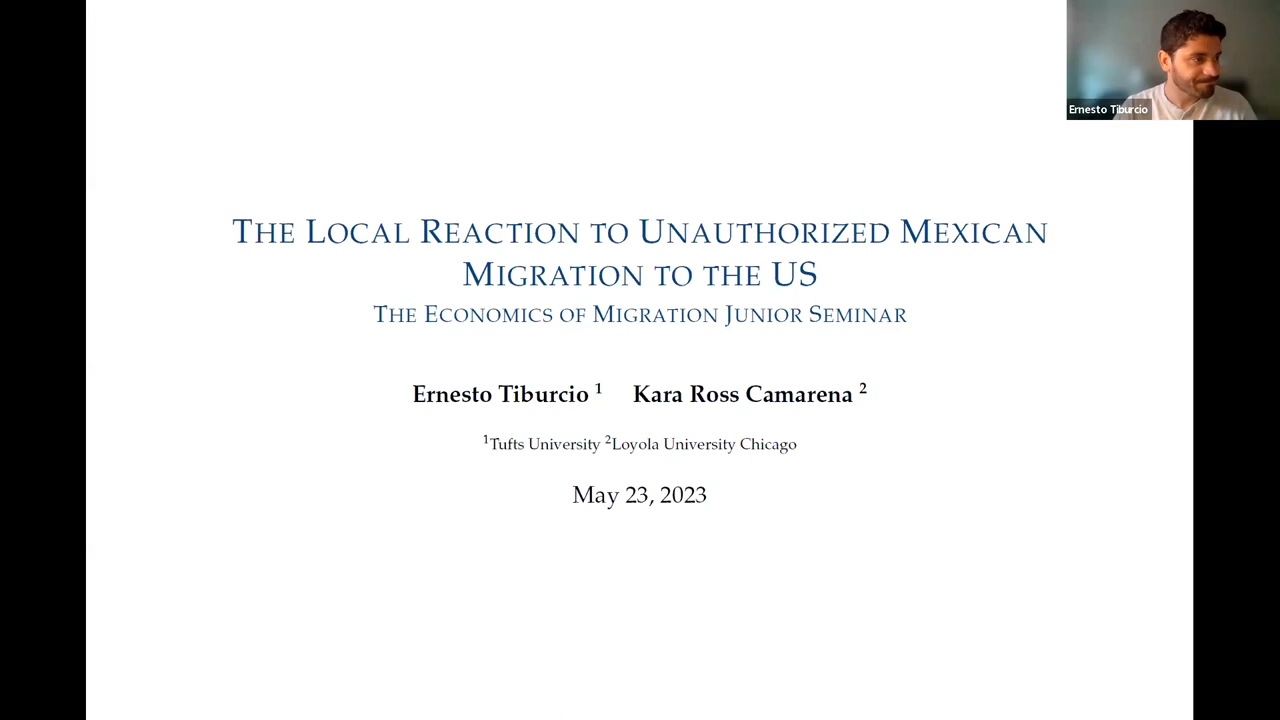 Ernesto Tiburcio
THE LOCAL REACTION TO UNAUTHORIZED MEXICAN
MIGRATION TO THE US
THE ECONOMICS OF MIGRATION JUNIOR SEMINAR
Ernesto Tiburcio ¹ Kara Ross Camarena ²
¹Tufts University ²Loyola University Chicago
May 23, 2023